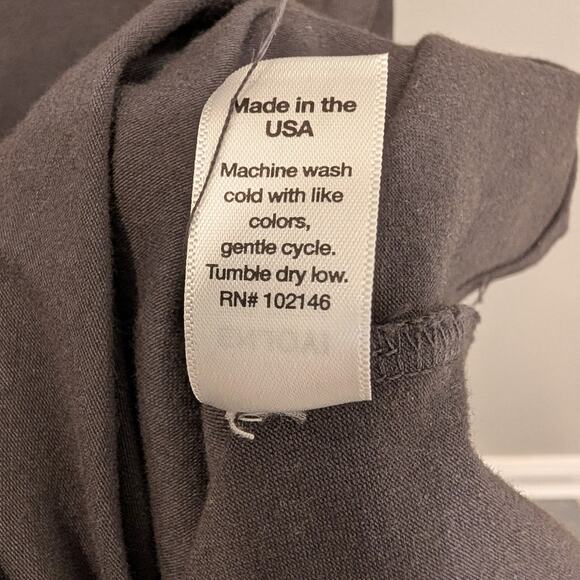 Made in the
USA
Machine wash
cold with like
colors,
gentle cycle.
Tumble dry low.
RN# 102146